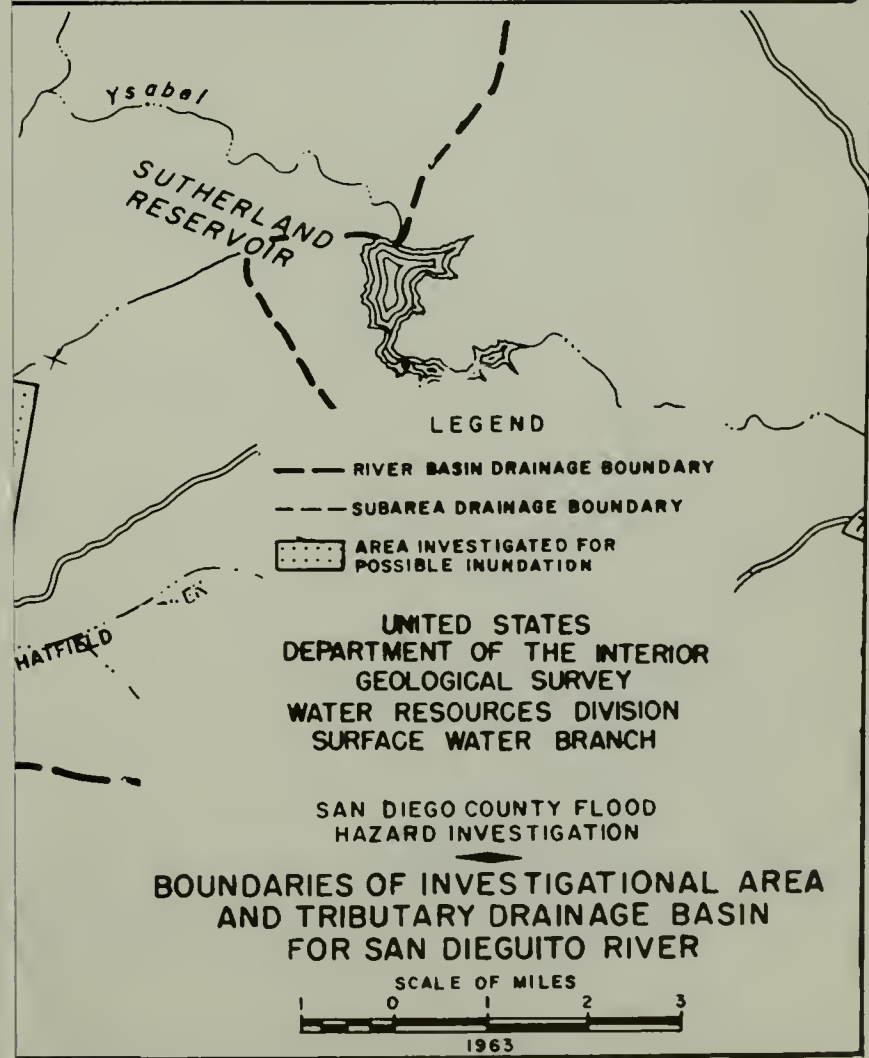 Ysabel
SUTHERLAND
RESERVOIR
HATFIELD
LEGEND
RIVER BASIN DRAINAGE BOUNDARY
SUBAREA DRAINAGE BOUNDARY
AREA INVESTIGATED FOR
POSSIBLE INUNDATION
UNITED STATES
DEPARTMENT OF THE INTERIOR
GEOLOGICAL SURVEY
WATER RESOURCES DIVISION
SURFACE WATER BRANCH
SAN DIEGO COUNTY FLOOD
HAZARD INVESTIGATION
BOUNDARIES OF INVESTIGATIONAL AREA
AND TRIBUTARY DRAINAGE BASIN
FOR SAN DIEGUITO RIVER
SCALE OF MILES
1 0 1 2 3
1963